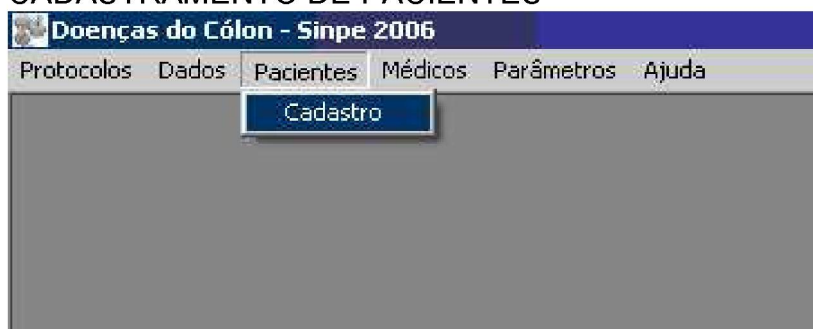 CADASTRAMENTO DE PACIENTES
Doenças do Cólon - Sinpe 2006
Protocolos Dados Pacientes Médicos Parâmetros Ajuda
Cadastro